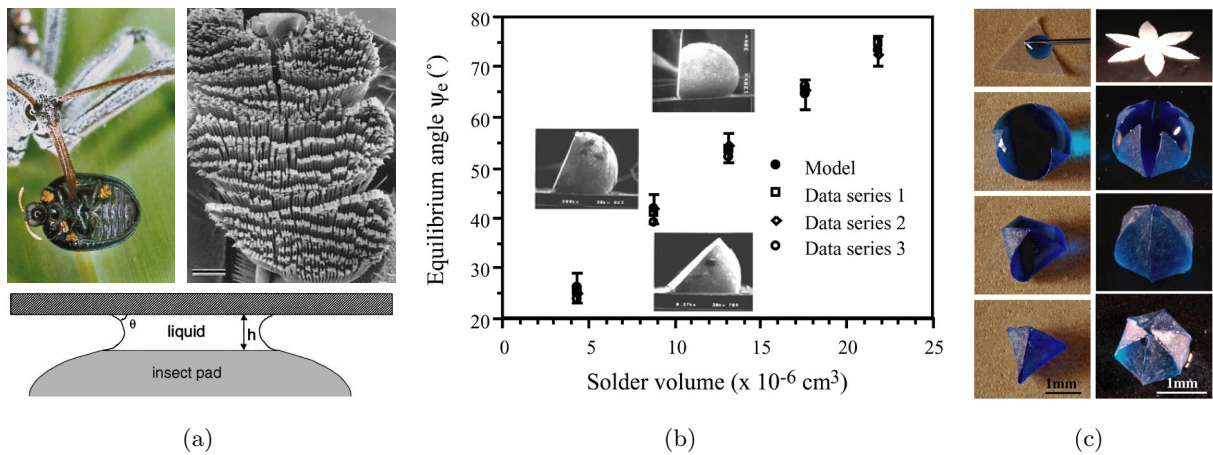 θ
liquid
h
insect pad
(a)
Equilibrium angle ψe (°)
80
70
60
50
40
30
20
0
5
10
15
20
25
Solder volume (x 10-6 cm3)
Model
Data series 1
Data series 2
Data series 3
(b)
1mm
1mm
(c)